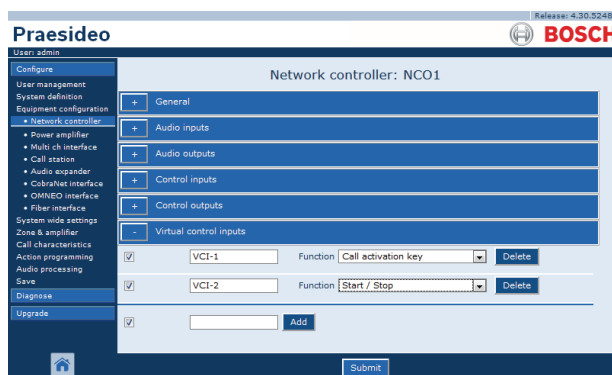 Release: 4.30.5248
Praesideo
BOSCH
User: admin
Configure
User management
System definition
Equipment configuration
• Network controller
• Power amplifier
• Multi ch interface
• Call station
• Audio expander
• CobraNet interface
• OMNEO interface
• Fiber interface
System wide settings
Zone & amplifier
Call characteristics
Action programming
Audio processing
Save
Diagnose
Upgrade
Network controller: NCO1
+ General
+ Audio inputs
+ Audio outputs
+ Control inputs
+ Control outputs
- Virtual control inputs
VCI-1 Function Call activation key Delete
VCI-2 Function Start / Stop Delete
Add
Submit